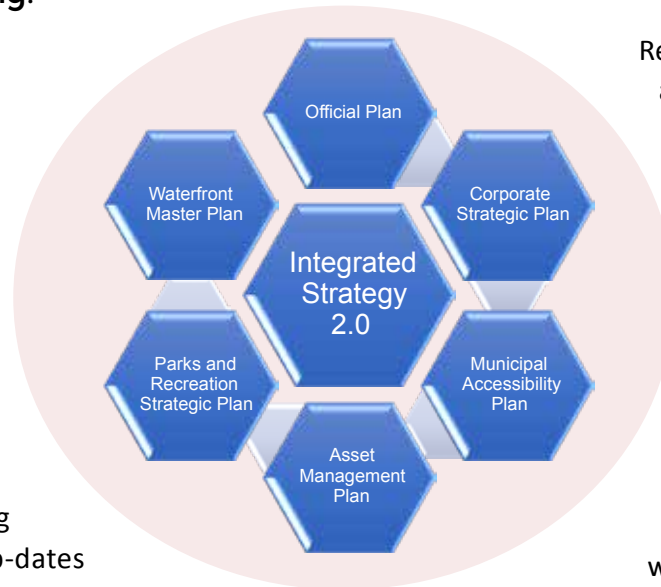 Official Plan
Waterfront
Master Plan
Corporate
Strategic Plan
Integrated
Strategy
2.0
Parks and
Recreation
Strategic Plan
Municipal
Accessibility
Plan
Asset
Management
Plan